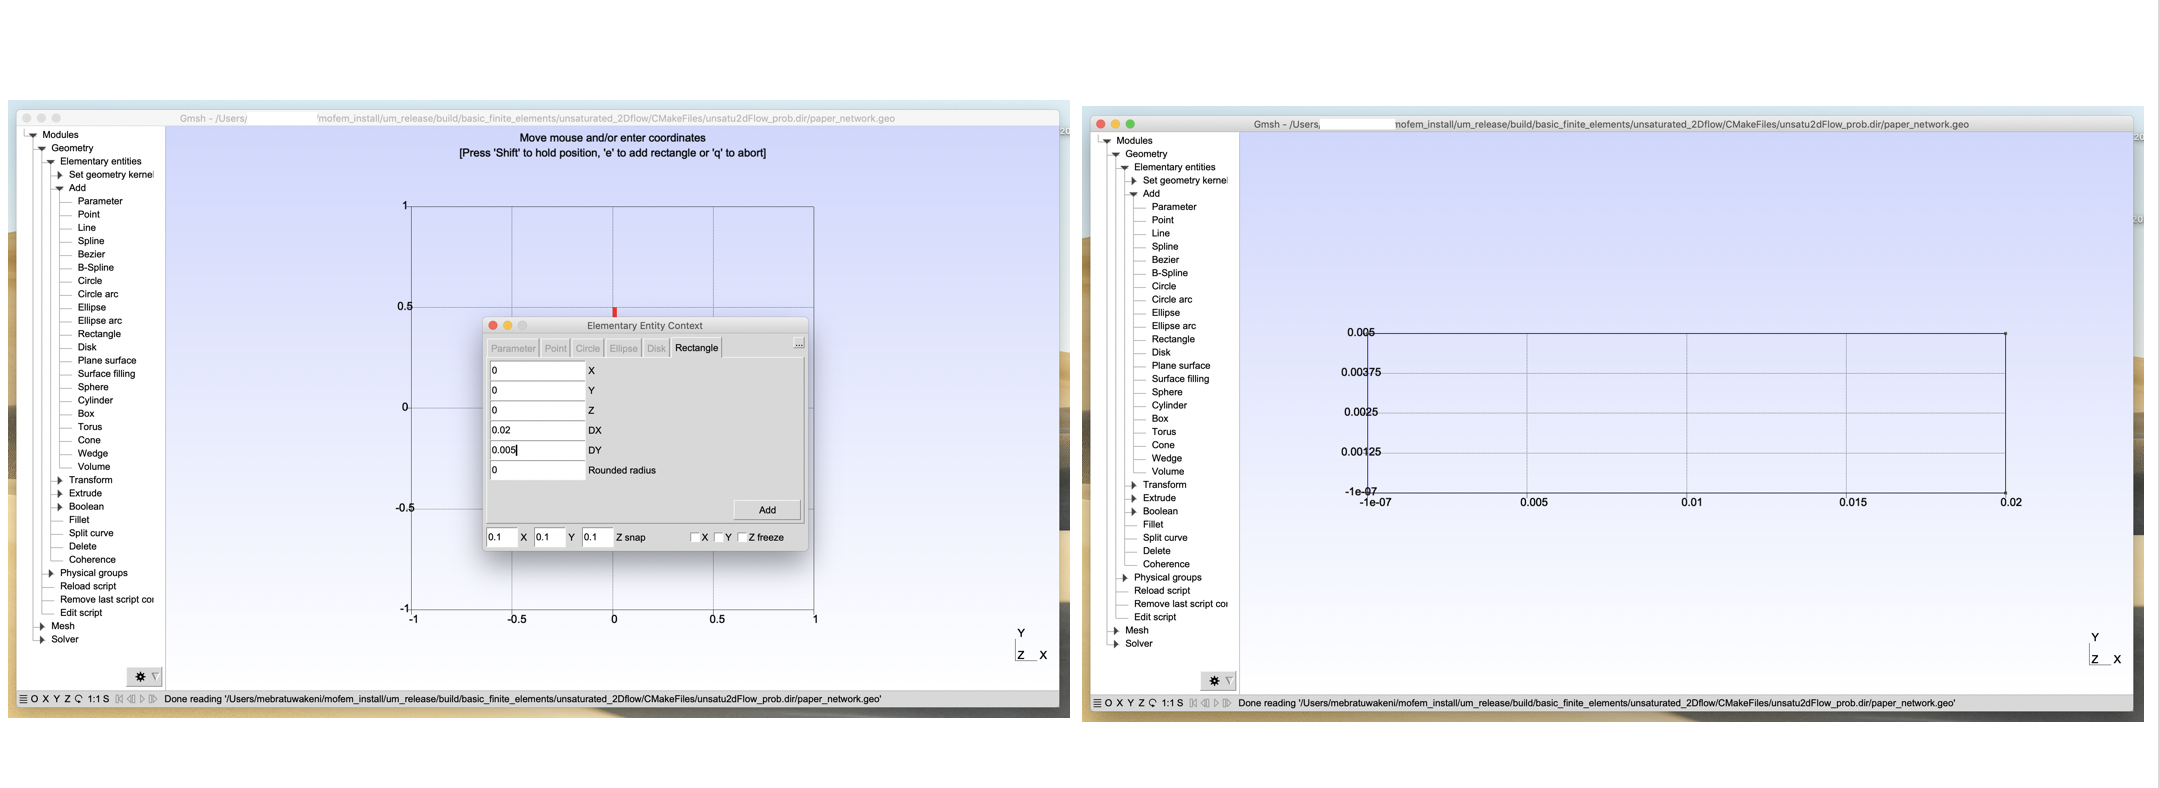 Gmsh - /Users/ /mofem_install/um_release/build/basic_finite_elements/unsaturated_2Dflow/CMakeFiles/unsatu2dFlow_prob.dir/paper_network.geo
Modules
Geometry
Elementary entities
Set geometry kernel
Add
Parameter
Point
Line
Spline
Bezier
B-Spline
Circle
Circle arc
Ellipse
Ellipse arc
Rectangle
Disk
Plane surface
Surface filling
Sphere
Cylinder
Box
Torus
Cone
Wedge
Volume
Transform
Extrude
Boolean
Fillet
Split curve
Delete
Coherence
Physical groups
Reload script
Remove last script co
Edit script
Mesh
Solver
Move mouse and/or enter coordinates
[Press 'Shift' to hold position, 'e' to add rectangle or 'q' to abort]
1
0.5
0
-0.5
-1
-1 -0.5 0 0.5 1
Elementary Entity Context
Parameter Point Circle Ellipse Disk Rectangle ...
0 X
0 Y
0 Z
0.02 DX
0.005 DY
0 Rounded radius
Add
0.1 X 0.1 Y 0.1 Z snap X Y Z freeze
Y
Z X
O X Y Z 1:1 S Done reading '/Users/mebratuwakeni/mofem_install/um_release/build/basic_finite_elements/unsaturated_2Dflow/CMakeFiles/unsatu2dFlow_prob.dir/paper_network.geo'
20
Gmsh - /Users/ mofem_install/um_release/build/basic_finite_elements/unsaturated_2Dflow/CMakeFiles/unsatu2dFlow_prob.dir/paper_network.geo
Modules
Geometry
Elementary entities
Set geometry kernel
Add
Parameter
Point
Line
Spline
Bezier
B-Spline
Circle
Circle arc
Ellipse
Ellipse arc
Rectangle
Disk
Plane surface
Surface filling
Sphere
Cylinder
Box
Torus
Cone
Wedge
Volume
Transform
Extrude
Boolean
Fillet
Split curve
Delete
Coherence
Physical groups
Reload script
Remove last script co
Edit script
Mesh
Solver
0.005
0.00375
0.0025
0.00125
-1e-07
-1e-07 0.005 0.01 0.015 0.02
Y
Z X
O X Y Z 1:1 S Done reading '/Users/mebratuwakeni/mofem_install/um_release/build/basic_finite_elements/unsaturated_2Dflow/CMakeFiles/unsatu2dFlow_prob.dir/paper_network.geo'